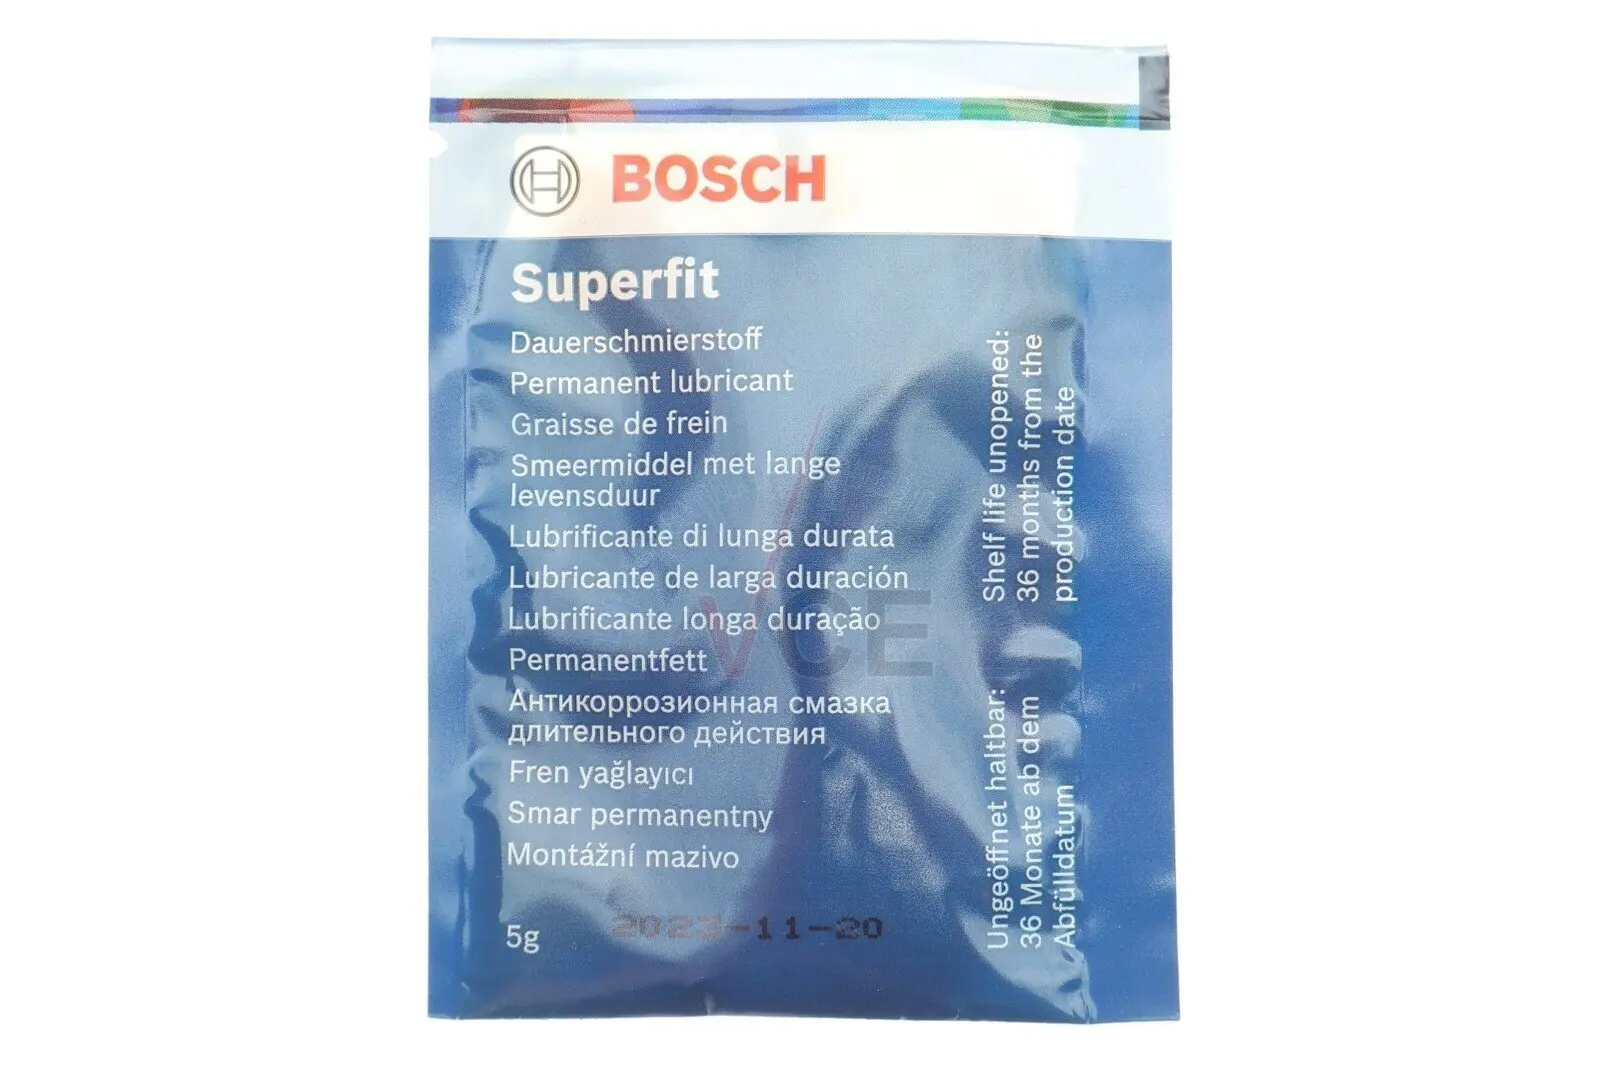 BOSCH
Superfit
Dauerschmierstoff
Permanent lubricant
Graisse de frein
Smeermiddel met lange
levensduur
Lubrificante di lunga durata
Lubricante de larga duración
Lubrificante longa duração
Permanentfett
Антикоррозионная смазка
длительного действия
Fren yağlayıcı
Smar permanentny
Montážní mazivo
5g
2023-11-20
Shelf life unopened:
36 months from the
production date
Ungeöffnet haltbar:
36 Monate ab dem
Abfülldatum
VCE